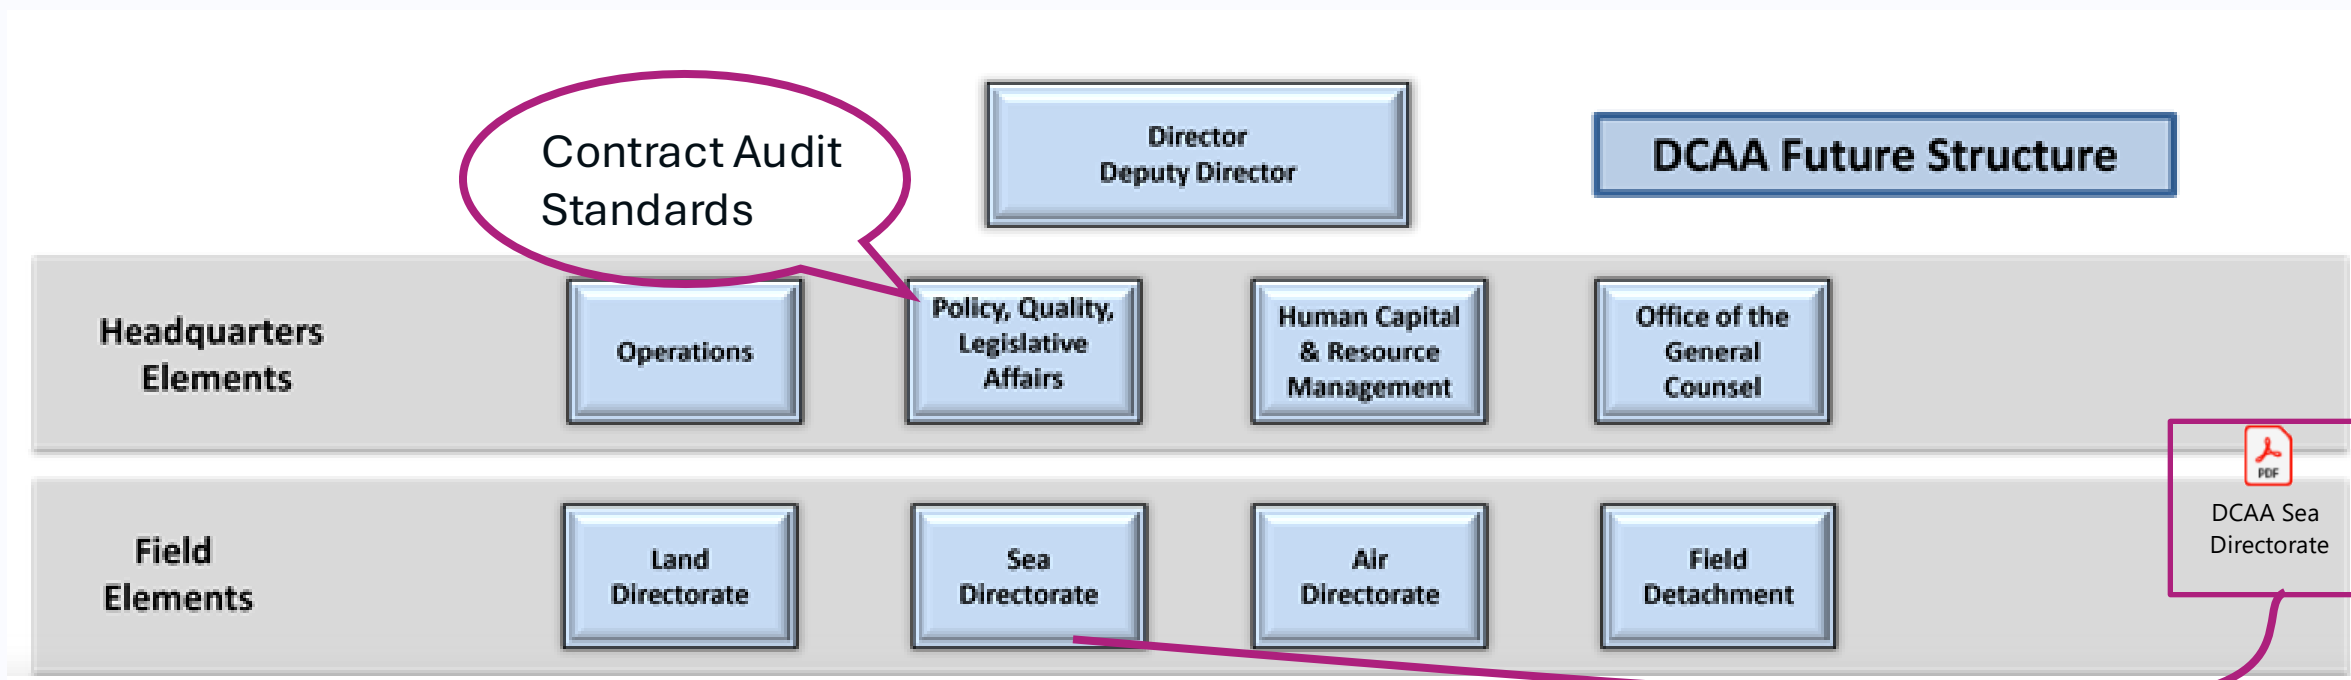 Contract Audit
Standards
Director
Deputy Director
DCAA Future Structure
Headquarters
Elements
Operations
Policy, Quality,
Legislative
Affairs
Human Capital
& Resource
Management
Office of the
General
Counsel
PDF
DCAA Sea
Directorate
Field
Elements
Land
Directorate
Sea
Directorate
Air
Directorate
Field
Detachment